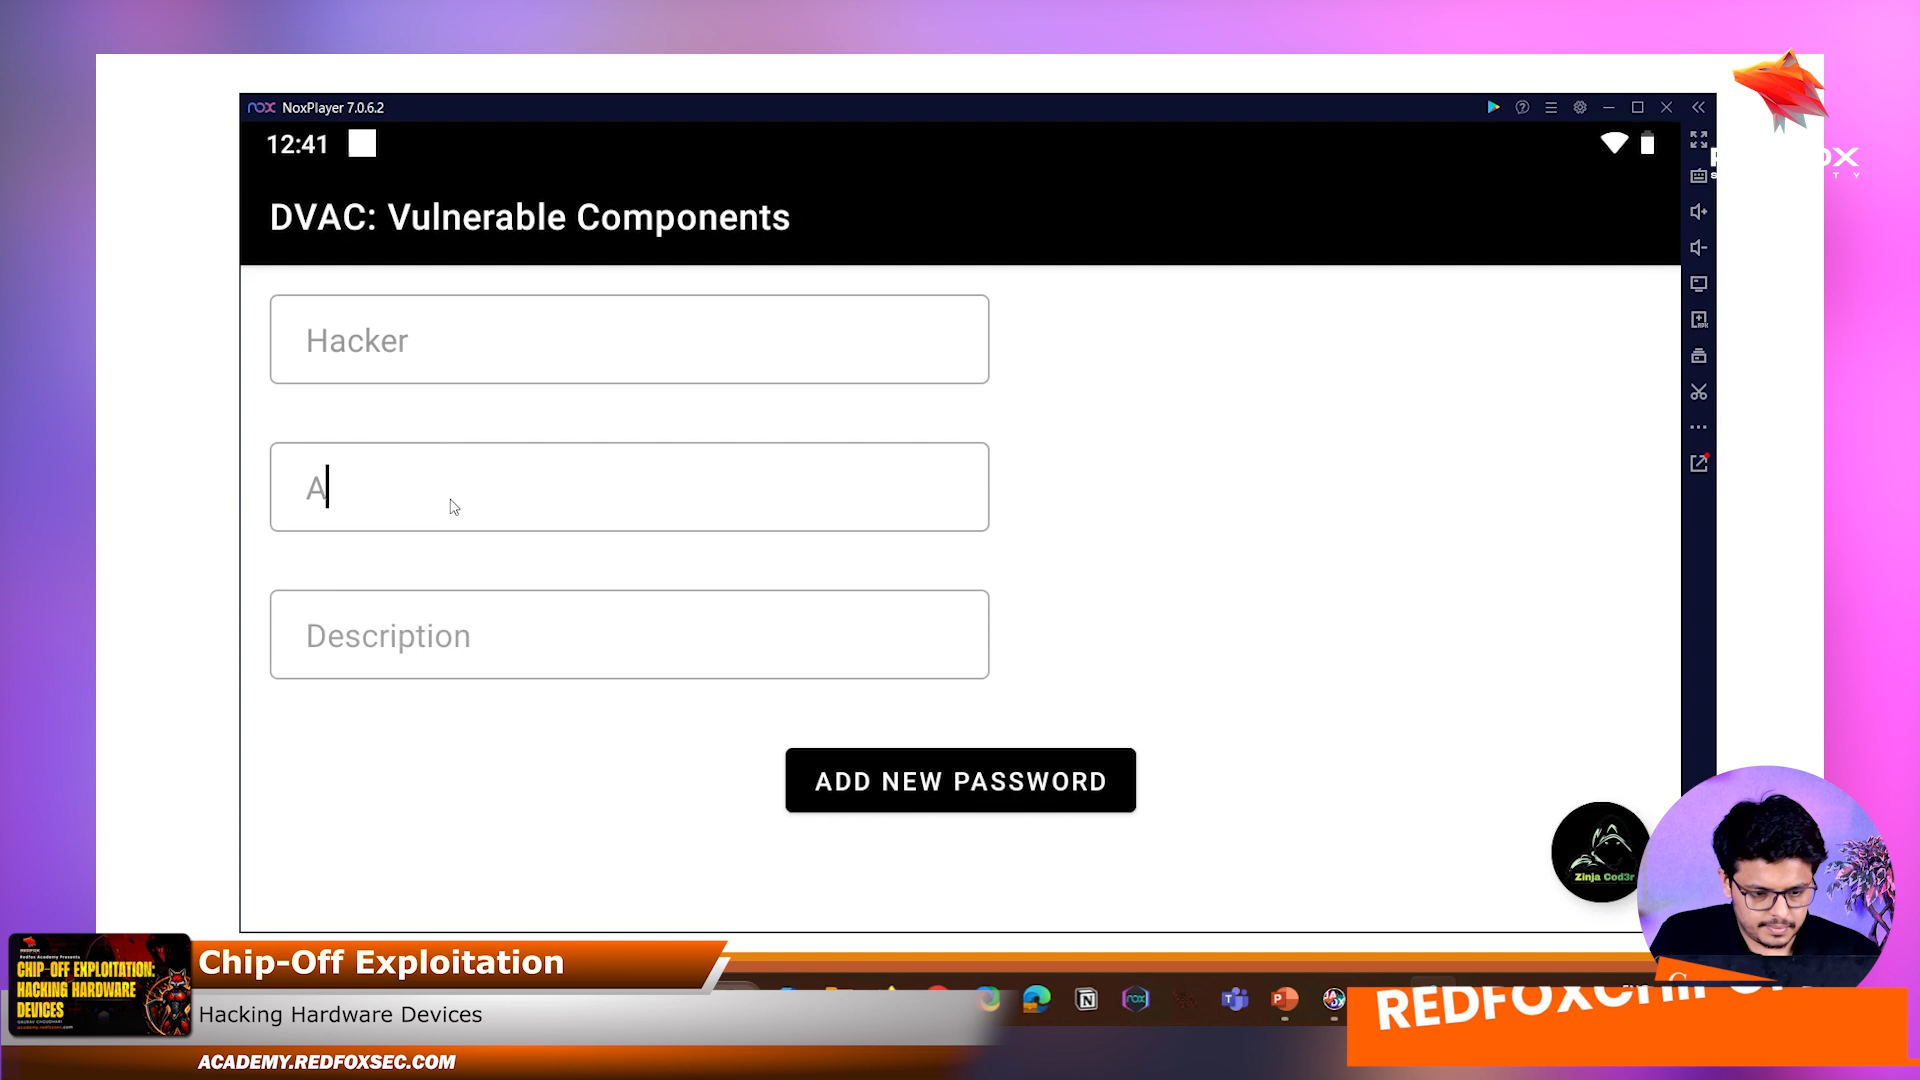 nox NoxPlayer 7.0.6.2
12:41
DVAC: Vulnerable Components
Hacker
A
Description
ADD NEW PASSWORD
Zinja Cod3r
CHIP-OFF EXPLOITATION:
HACKING HARDWARE
DEVICES
Chip-Off Exploitation
Hacking Hardware Devices
ACADEMY.REDFOXSEC.COM